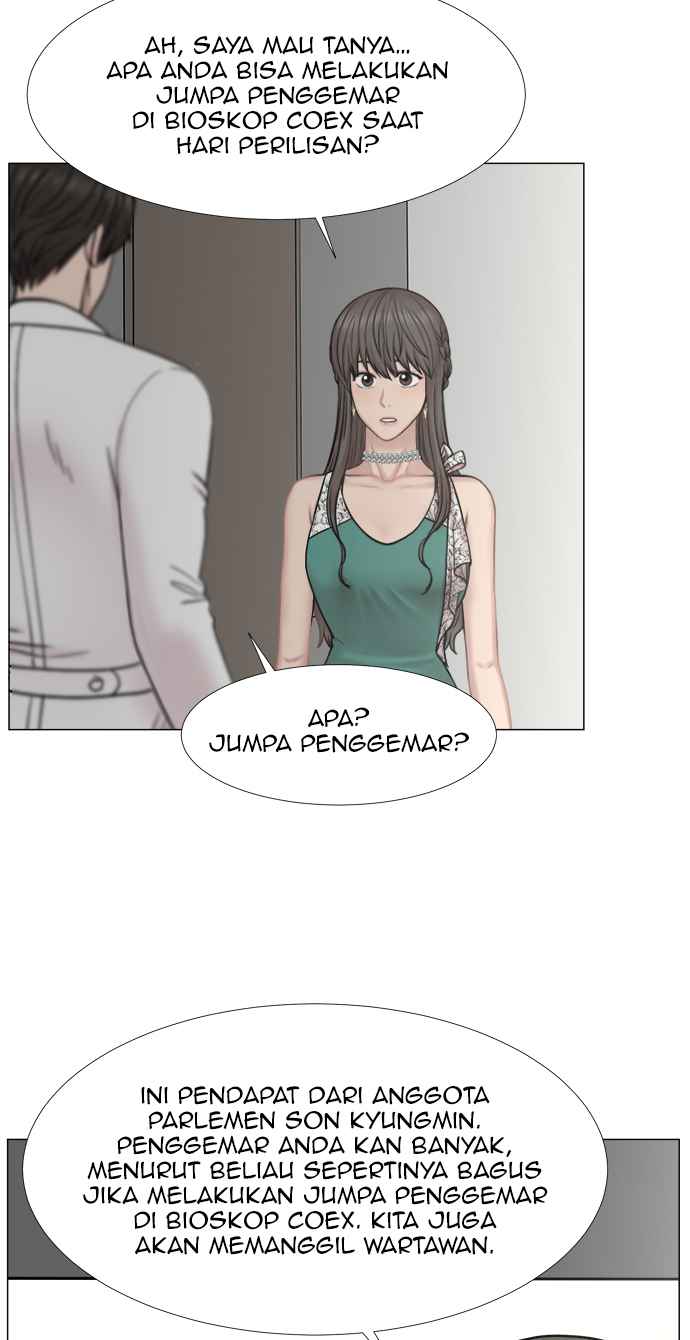 AH, SAYA MAU TANYA...
APA ANDA BISA MELAKUKAN
JUMPA PENGGEMAR
DI BIOSKOP COEX SAAT
HARI PERILISAN?
APA?
JUMPA PENGGEMAR?
INI PENDAPAT DARI ANGGOTA
PARLEMEN SON KYUNGMIN.
PENGGEMAR ANDA KAN BANYAK,
MENURUT BELIAU SEPERTINYA BAGUS
JIKA MELAKUKAN JUMPA PENGGEMAR
DI BIOSKOP COEX. KITA JUGA
AKAN MEMANGGIL WARTAWAN.